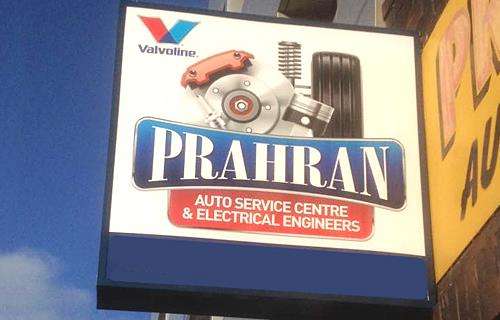 Valvoline
PRAHRAN
AUTO SERVICE CENTRE
& ELECTRICAL ENGINEERS